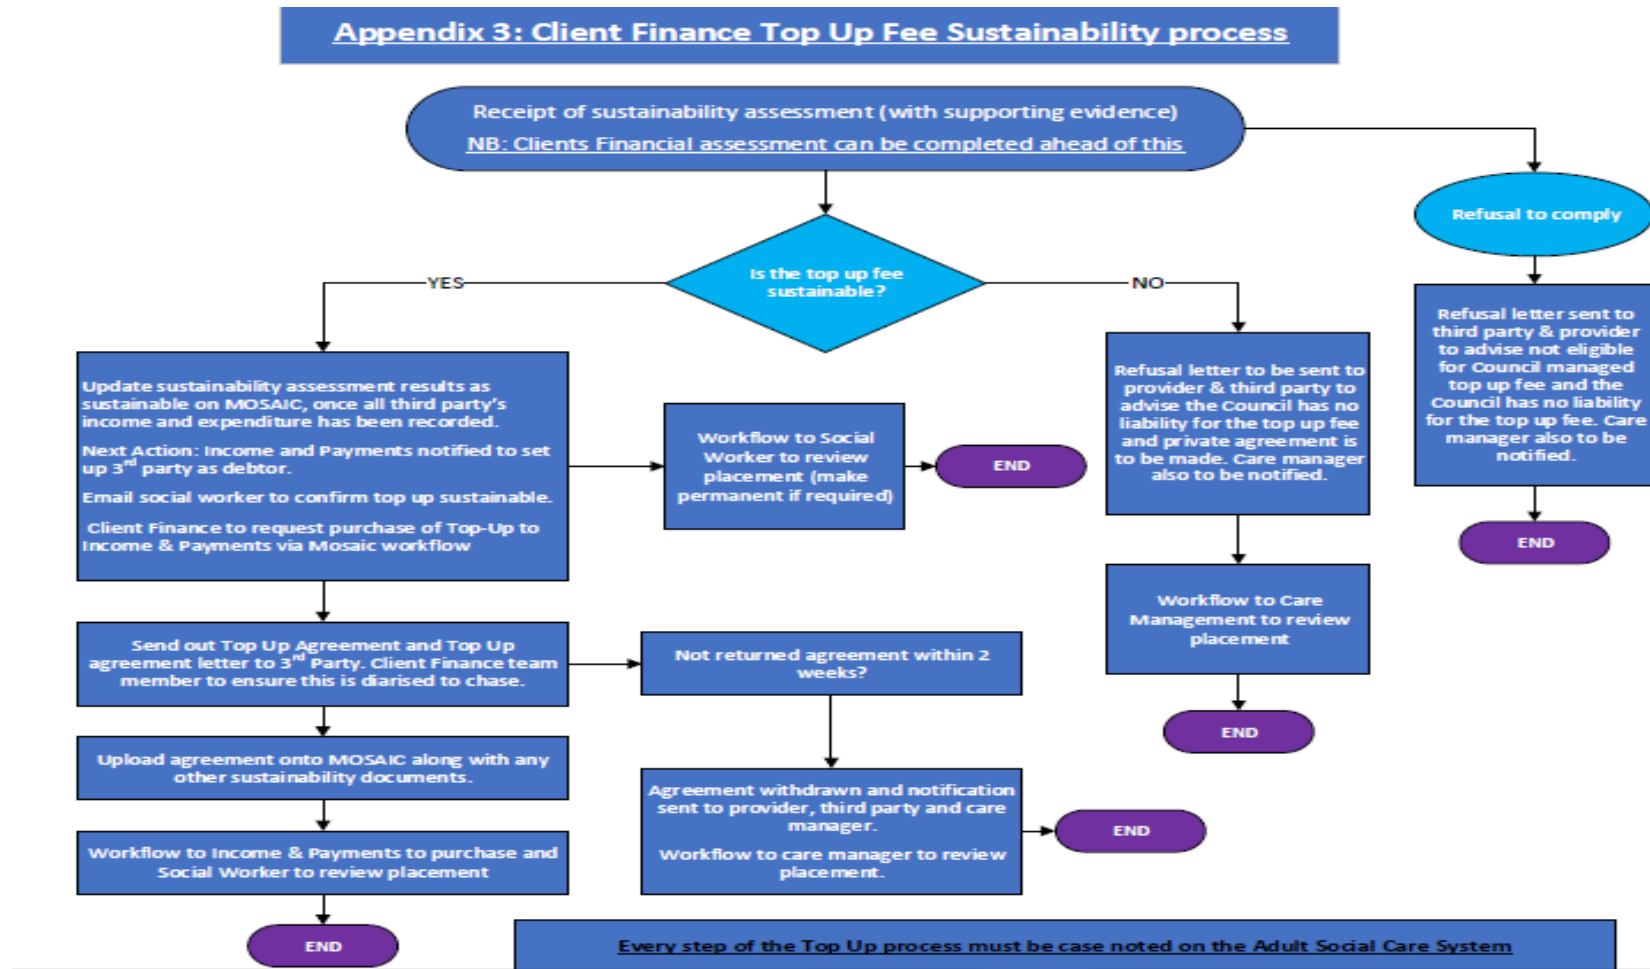 Appendix 3: Client Finance Top Up Fee Sustainability process
Receipt of sustainability assessment (with supporting evidence)
NB: Clients Financial assessment can be completed ahead of this
Refusal to comply
Is the top up fee
sustainable?
YES
NO
Refusal letter sent to
third party & provider
to advise not eligible
for Council managed
top up fee and the
Council has no liability
for the top up fee. Care
manager also to be
notified.
END
Update sustainability assessment results as
sustainable on MOSAIC, once all third party's
income and expenditure has been recorded.
Next Action: Income and Payments notified to set
up 3rd party as debtor.
Email social worker to confirm top up sustainable.
Client Finance to request purchase of Top-Up to
Income & Payments via Mosaic workflow
Workflow to Social
Worker to review
placement (make
permanent if required)
END
Refusal letter to be sent to
provider & third party to
advise the Council has no
liability for the top up fee
and private agreement is
to be made. Care manager
also to be notified.
Workflow to Care
Management to review
placement
END
Send out Top Up Agreement and Top Up
agreement letter to 3rd Party. Client Finance team
member to ensure this is diarised to chase.
Not returned agreement within 2
weeks?
Upload agreement onto MOSAIC along with any
other sustainability documents.
Agreement withdrawn and notification
sent to provider, third party and care
manager.
Workflow to care manager to review
placement.
END
Workflow to Income & Payments to purchase and
Social Worker to review placement
END
Every step of the Top Up process must be case noted on the Adult Social Care System